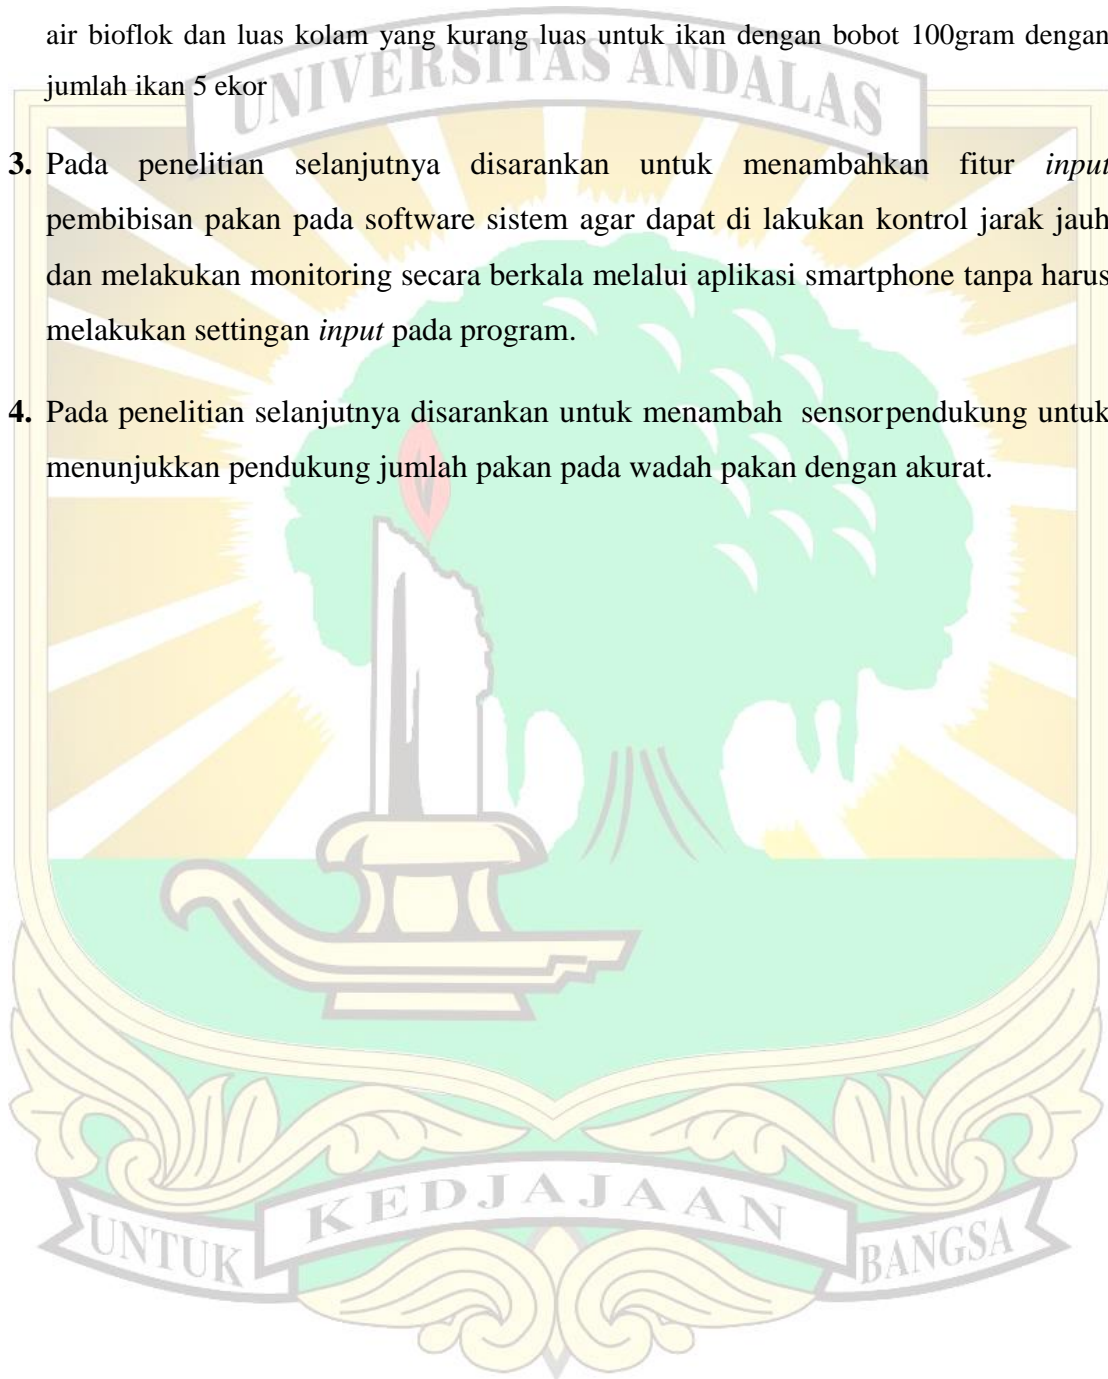 air bioflok dan luas kolam yang kurang luas untuk ikan dengan bobot 100gram dengan
jumlah ikan 5 ekor
UNIVERSITAS ANDALAS
3. Pada penelitian selanjutnya disarankan untuk menambahkan fitur input
pembibisan pakan pada software sistem agar dapat di lakukan kontrol jarak jauh
dan melakukan monitoring secara berkala melalui aplikasi smartphone tanpa harus
melakukan settingan input pada program.
4. Pada penelitian selanjutnya disarankan untuk menambah sensorpendukung untuk
menunjukkan pendukung jumlah pakan pada wadah pakan dengan akurat.
UNTUK KEDJAJAAN BANGSA